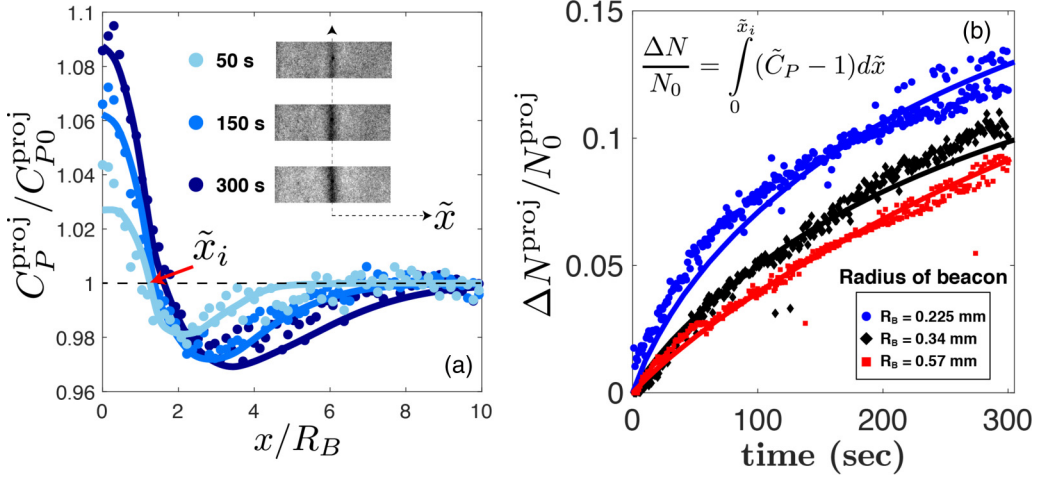 (a)
1.1
1.08
1.06
1.04
1.02
1
0.98
0.96
C_P^proj / C_P0^proj
50 s
150 s
300 s
x̃
x̃_i
0
2
4
6
8
10
x/R_B
(b)
ΔN/N_0 = ∫_0^{x̃_i} (C̃_P − 1)dx̃
0.1
0.05
0
ΔN^proj / N_0^proj
Radius of beacon
R_B = 0.225 mm
R_B = 0.34 mm
R_B = 0.57 mm
0
100
200
300
time (sec)